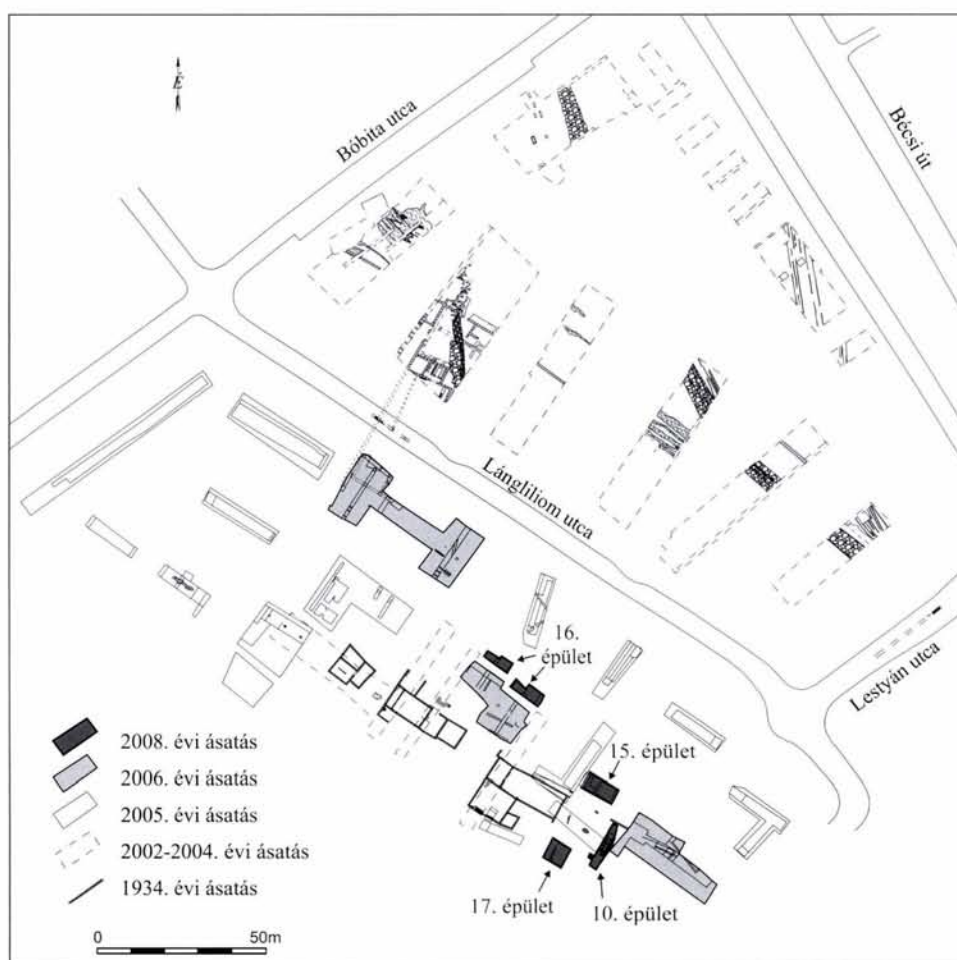 É
Bóbita utca
Bécsi út
Lángliliom utca
Lestyán utca
16.
épület
15. épület
2008. évi ásatás
2006. évi ásatás
2005. évi ásatás
2002-2004. évi ásatás
1934. évi ásatás
17. épület
10. épület
0
50m